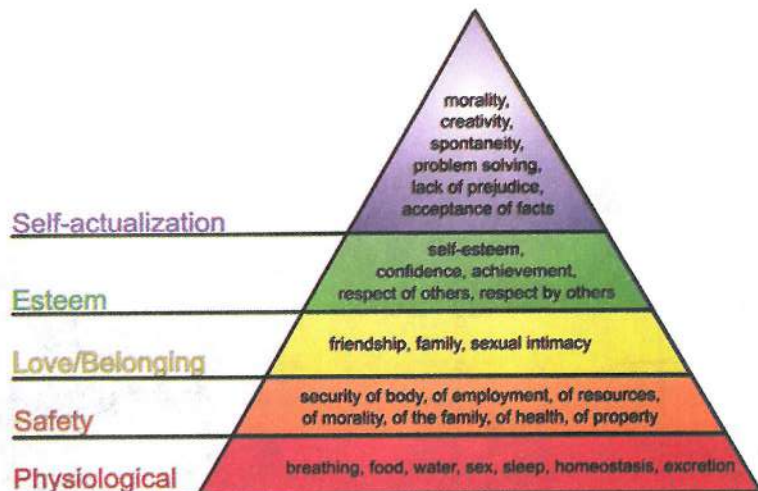 morality,
creativity,
spontaneity,
problem solving,
lack of prejudice,
acceptance of facts
Self-actualization
self-esteem,
confidence, achievement,
respect of others, respect by others
Esteem
friendship, family, sexual intimacy
Love/Belonging
security of body, of employment, of resources,
of morality, of the family, of health, of property
Safety
breathing, food, water, sex, sleep, homeostasis, excretion
Physiological